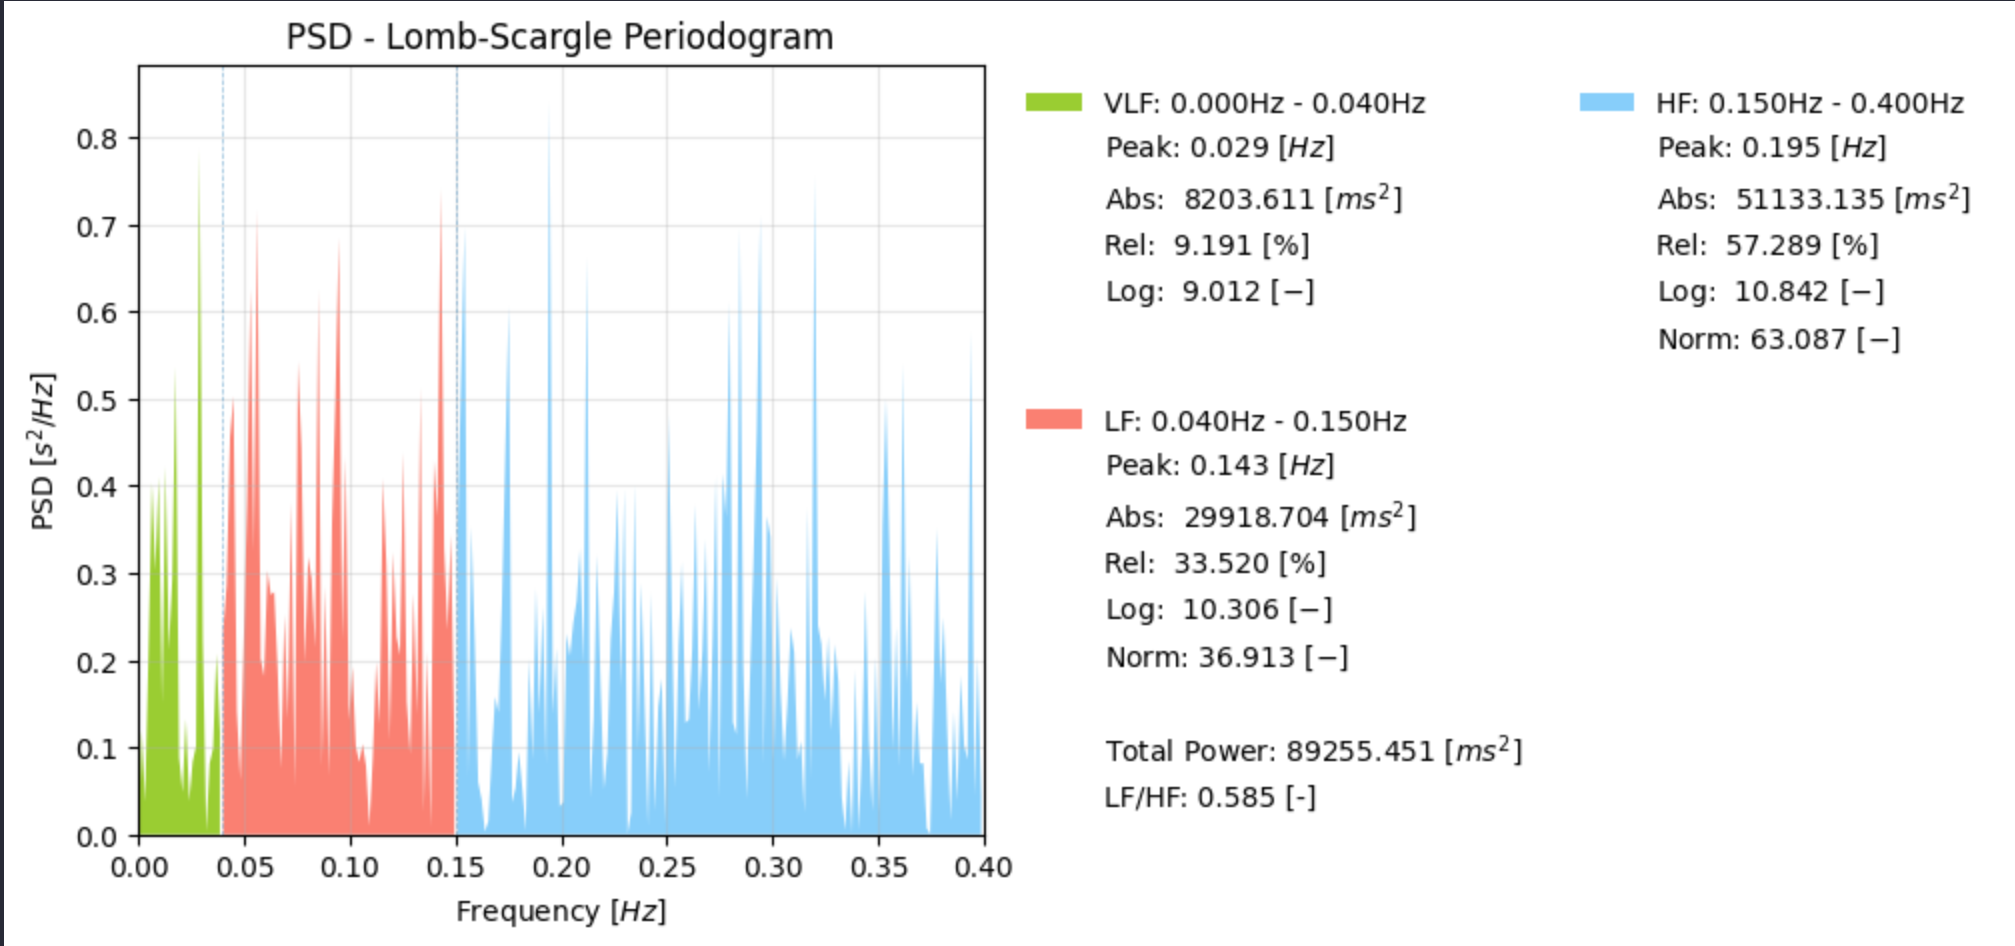 PSD - Lomb-Scargle Periodogram
PSD [s²/Hz]
0.8
0.7
0.6
0.5
0.4
0.3
0.2
0.1
0.0
0.00 0.05 0.10 0.15 0.20 0.25 0.30 0.35 0.40
Frequency [Hz]
VLF: 0.000Hz - 0.040Hz
Peak: 0.029 [Hz]
Abs: 8203.611 [ms²]
Rel: 9.191 [%]
Log: 9.012 [−]
LF: 0.040Hz - 0.150Hz
Peak: 0.143 [Hz]
Abs: 29918.704 [ms²]
Rel: 33.520 [%]
Log: 10.306 [−]
Norm: 36.913 [−]
Total Power: 89255.451 [ms²]
LF/HF: 0.585 [-]
HF: 0.150Hz - 0.400Hz
Peak: 0.195 [Hz]
Abs: 51133.135 [ms²]
Rel: 57.289 [%]
Log: 10.842 [−]
Norm: 63.087 [−]